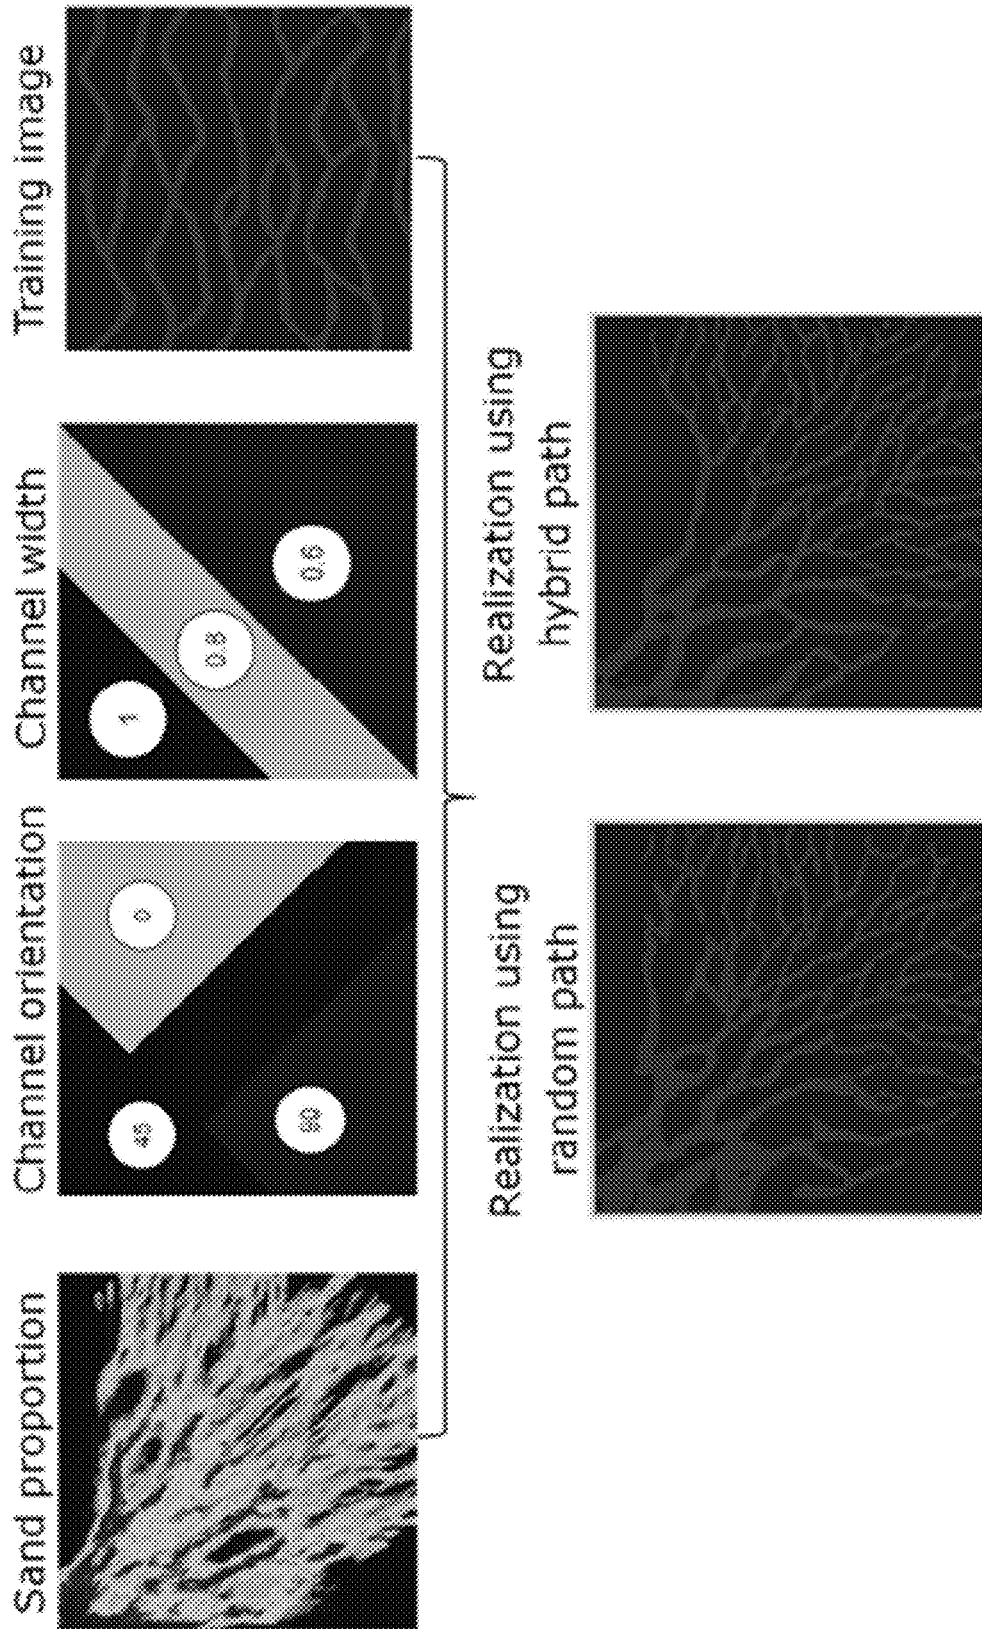 Sand proportion
Channel orientation
45
0
90
Channel width
1
0.8
0.6
Training image
Realization using
random path
Realization using
hybrid path